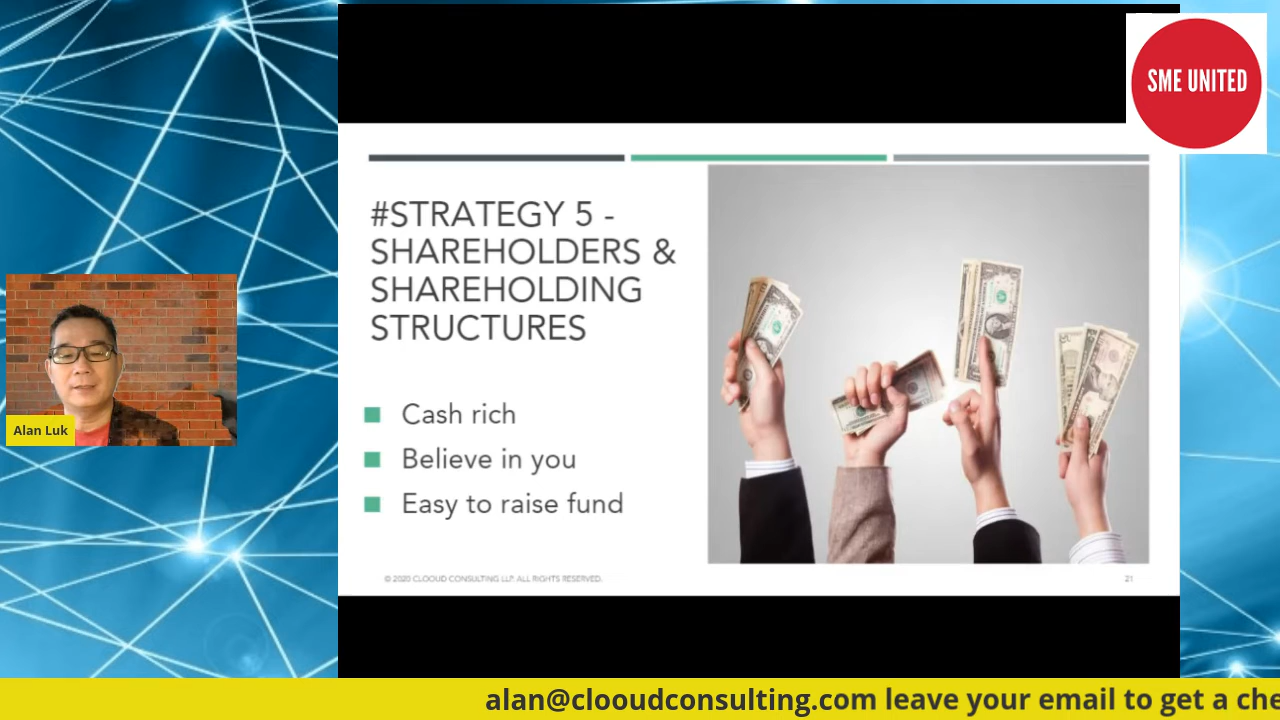 SME UNITED
#STRATEGY 5 -
SHAREHOLDERS &
SHAREHOLDING
STRUCTURES
Cash rich
Believe in you
Easy to raise fund
© 2020 CLOOUD CONSULTING LLP. ALL RIGHTS RESERVED.
21
Alan Luk
alan@clooudconsulting.com leave your email to get a che